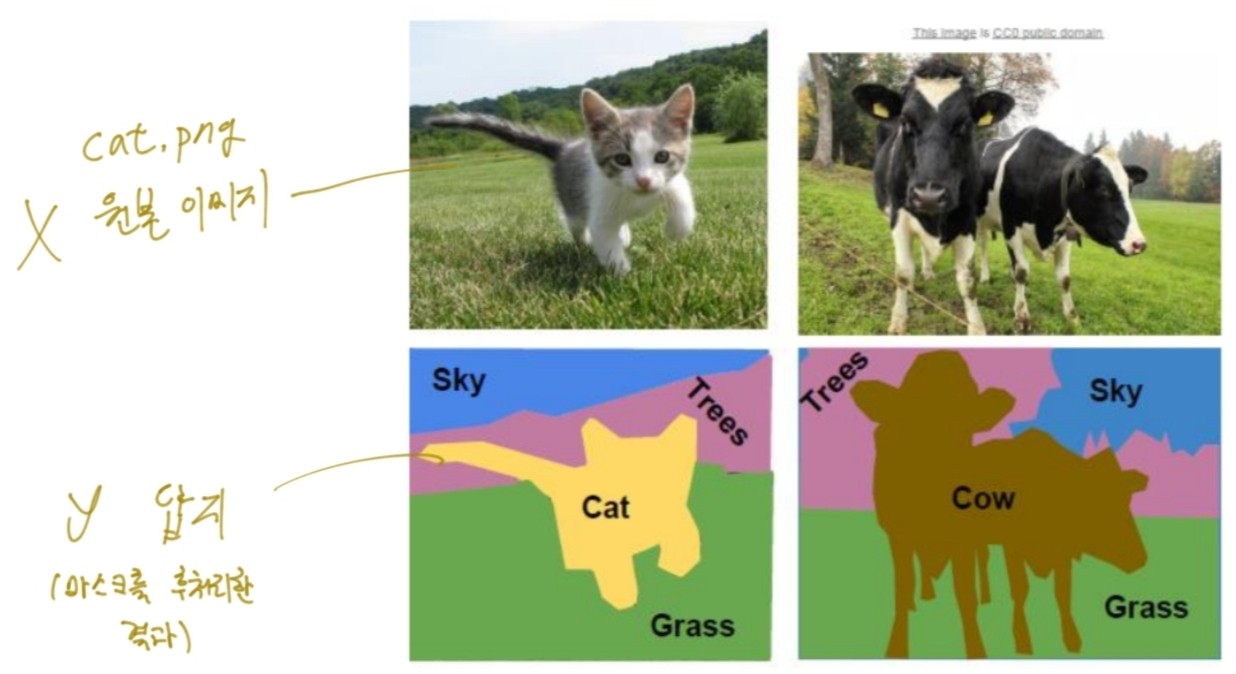 This image is CC0 public domain
cat.png
X 원본 이미지
Sky
Trees
Cat
Grass
Trees
Sky
Cow
Grass
y 답지
(마스크를 후처리한
결과)